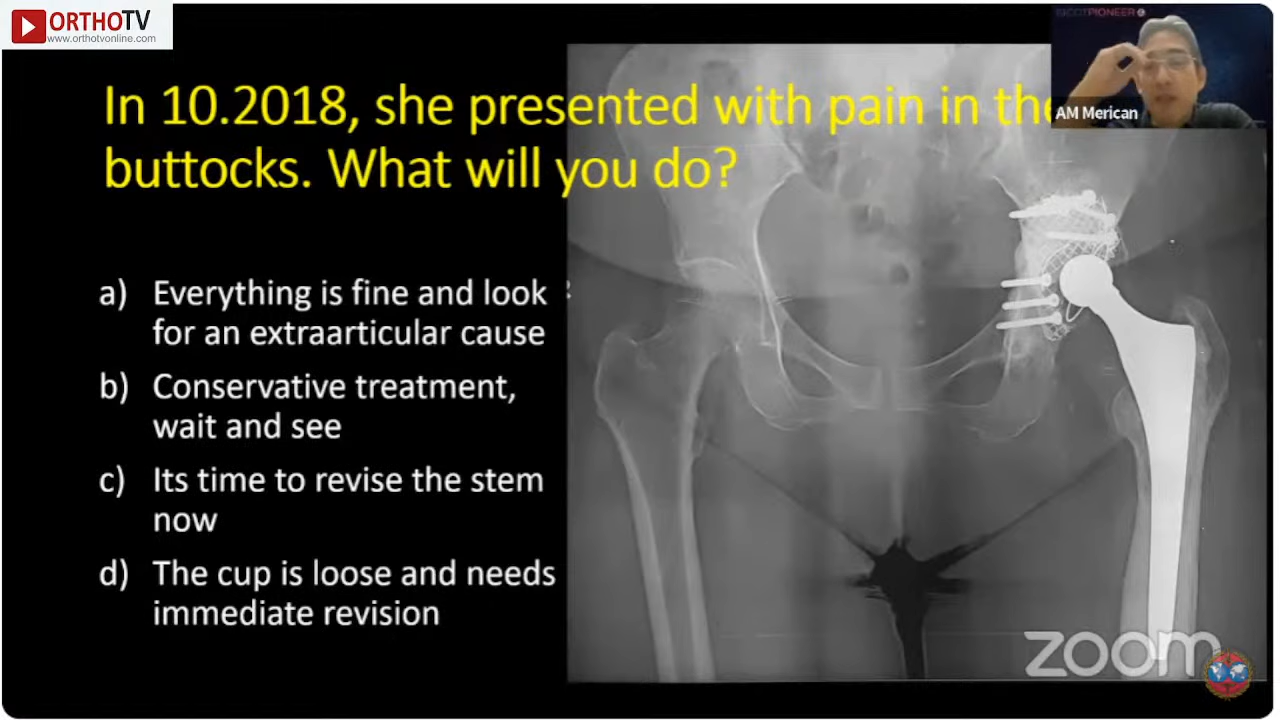 ORTHOTV
www.orthotvonline.com
In 10.2018, she presented with pain in the
buttocks. What will you do?
AM Merican
a) Everything is fine and look
for an extraarticular cause
b) Conservative treatment,
wait and see
c) Its time to revise the stem
now
d) The cup is loose and needs
immediate revision
zoom